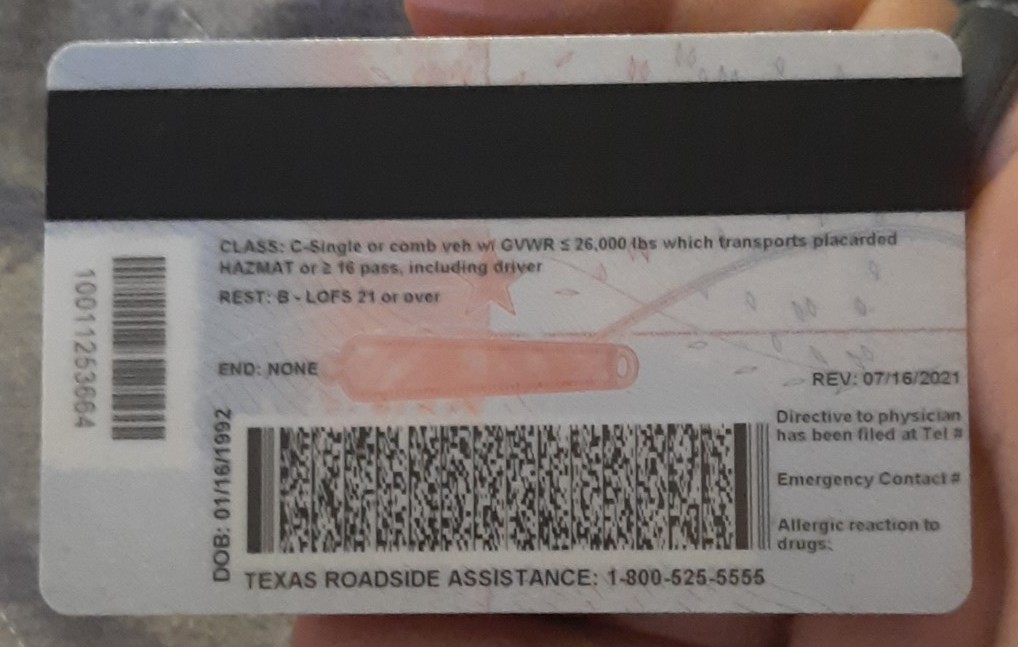 CLASS: C-Single or comb veh w/ GVWR ≤ 26,000 lbs which transports placarded
HAZMAT or ≥ 16 pass, including driver
REST: B - LOFS 21 or over
10011253664
END: NONE
REV: 07/16/2021
DOB: 01/16/1992
Directive to physician
has been filed at Tel #
Emergency Contact #
Allergic reaction to
drugs:
TEXAS ROADSIDE ASSISTANCE: 1-800-525-5555